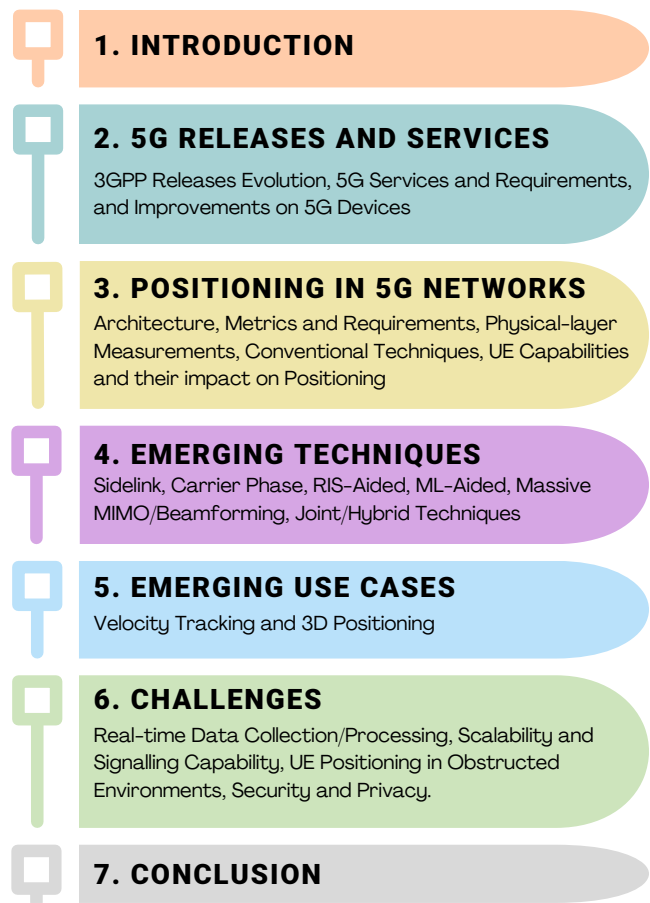 1. INTRODUCTION
2. 5G RELEASES AND SERVICES
3GPP Releases Evolution, 5G Services and Requirements,
and Improvements on 5G Devices
3. POSITIONING IN 5G NETWORKS
Architecture, Metrics and Requirements, Physical-layer
Measurements, Conventional Techniques, UE Capabilities
and their impact on Positioning
4. EMERGING TECHNIQUES
Sidelink, Carrier Phase, RIS-Aided, ML-Aided, Massive
MIMO/Beamforming, Joint/Hybrid Techniques
5. EMERGING USE CASES
Velocity Tracking and 3D Positioning
6. CHALLENGES
Real-time Data Collection/Processing, Scalability and
Signalling Capability, UE Positioning in Obstructed
Environments, Security and Privacy.
7. CONCLUSION